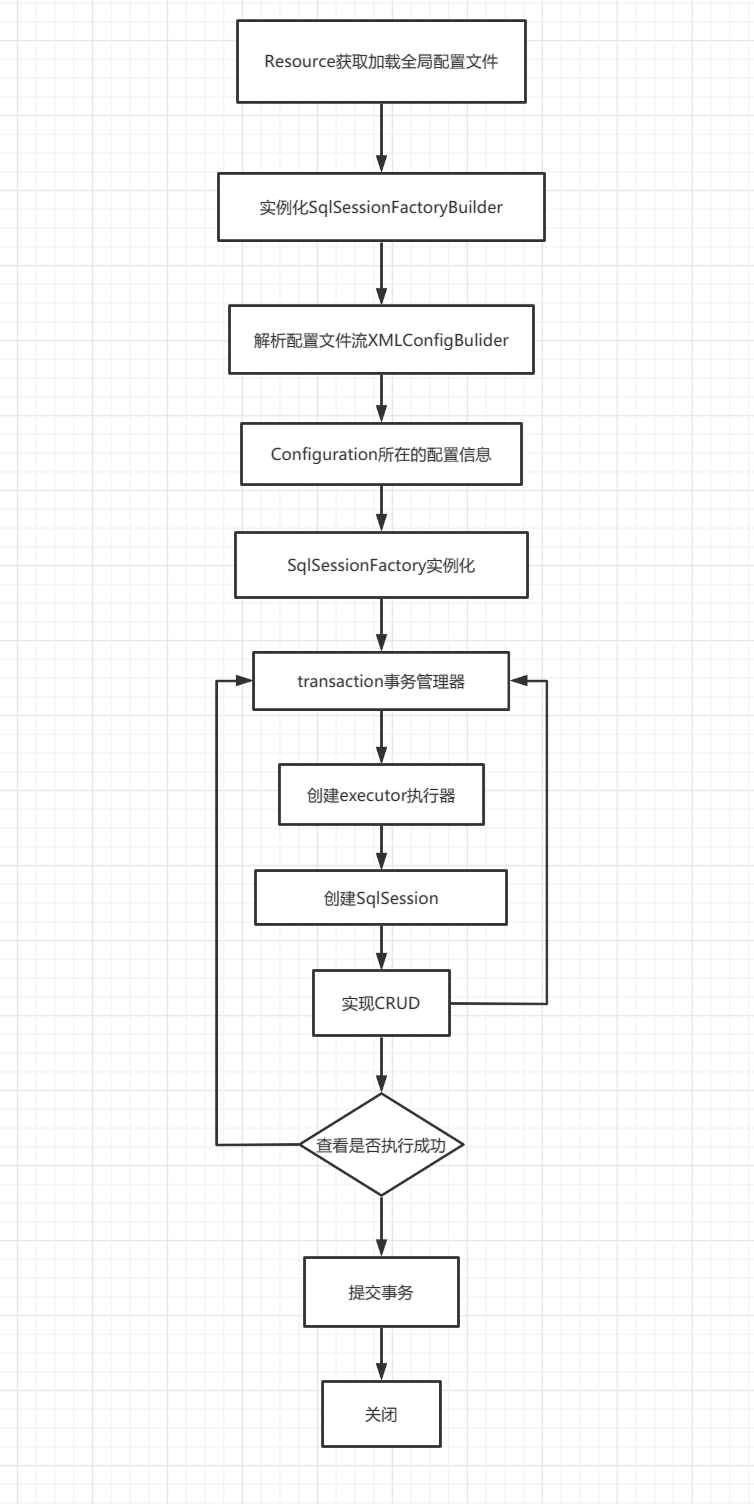 Resource获取加载全局配置文件
实例化SqlSessionFactoryBuilder
解析配置文件流XMLConfigBulider
Configuration所在的配置信息
SqlSessionFactory实例化
transaction事务管理器
创建executor执行器
创建SqlSession
实现CRUD
查看是否执行成功
提交事务
关闭